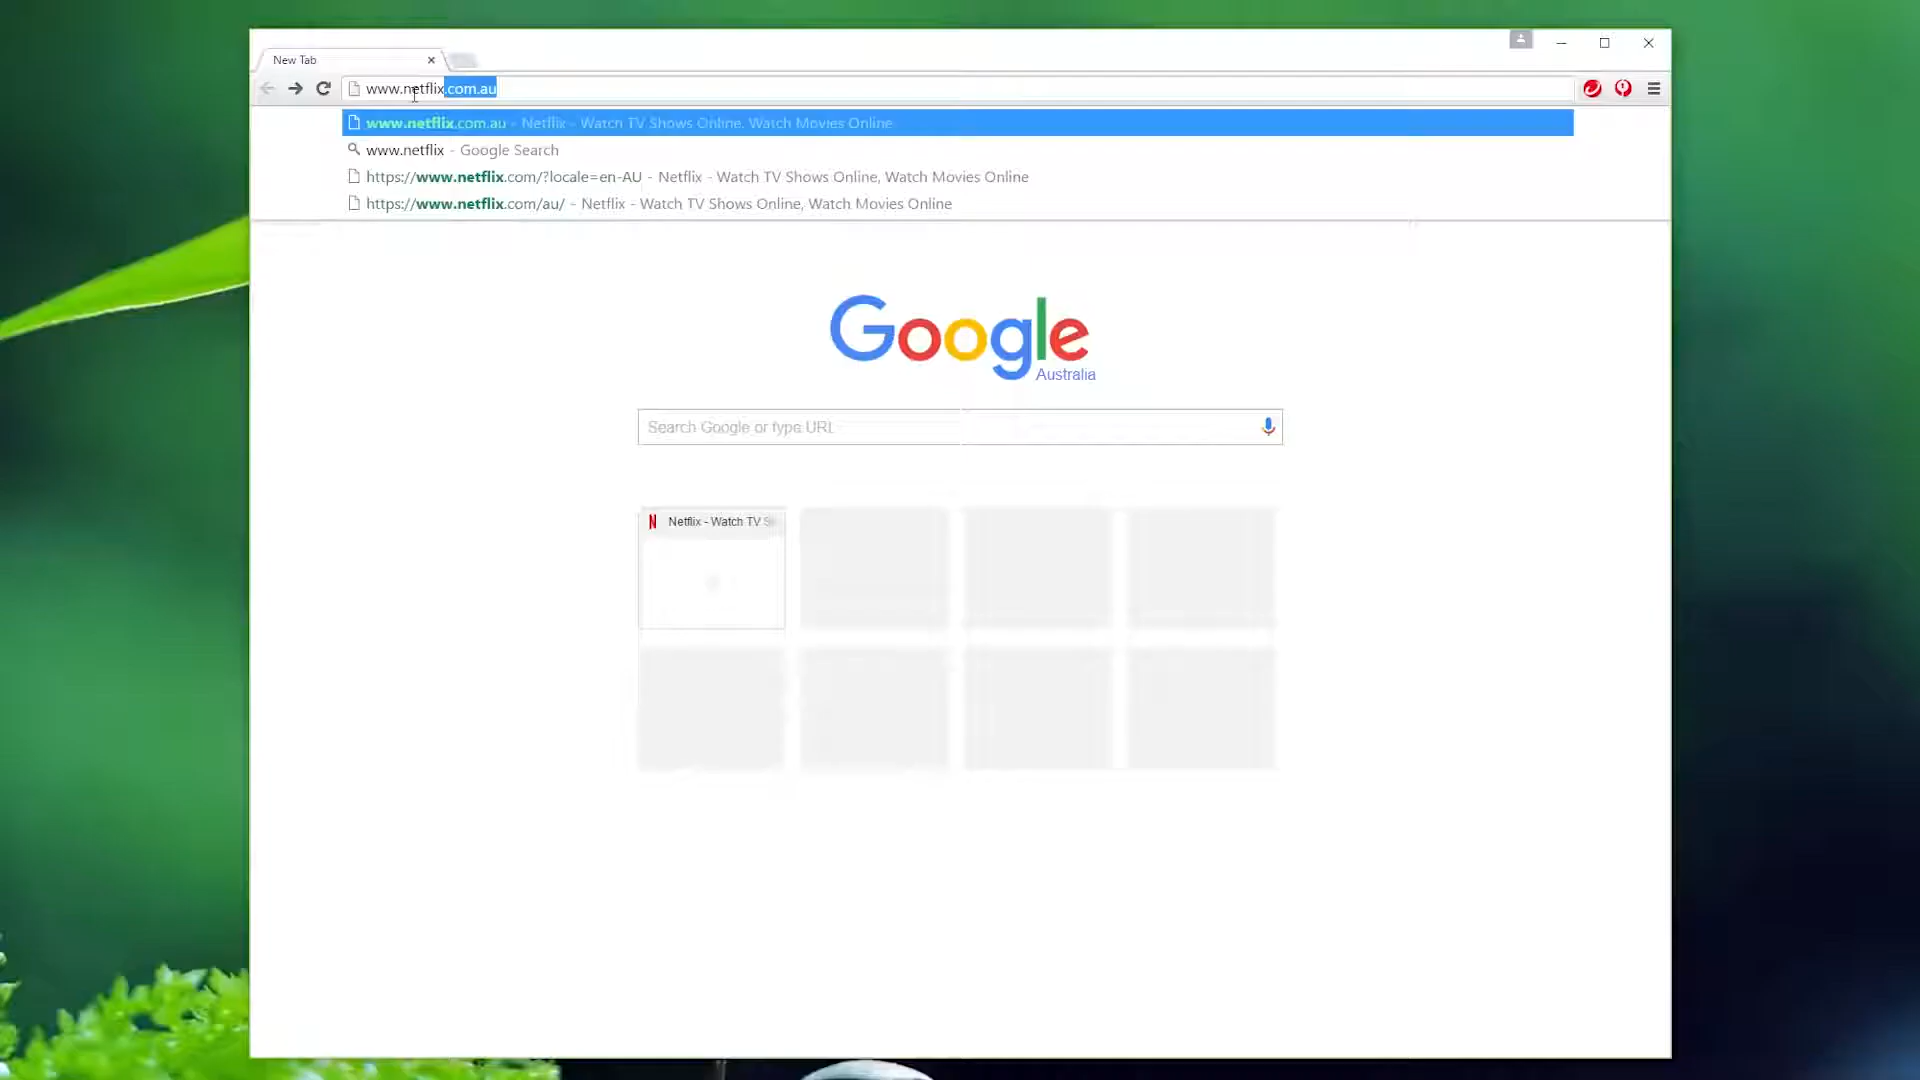 New Tab
www.netflix.com.au
www.netflix.com.au - Netflix - Watch TV Shows Online, Watch Movies Online
www.netflix - Google Search
https://www.netflix.com/?locale=en-AU - Netflix - Watch TV Shows Online, Watch Movies Online
https://www.netflix.com/au/ - Netflix - Watch TV Shows Online, Watch Movies Online
Google
Australia
Search Google or type URL
N Netflix - Watch TV S